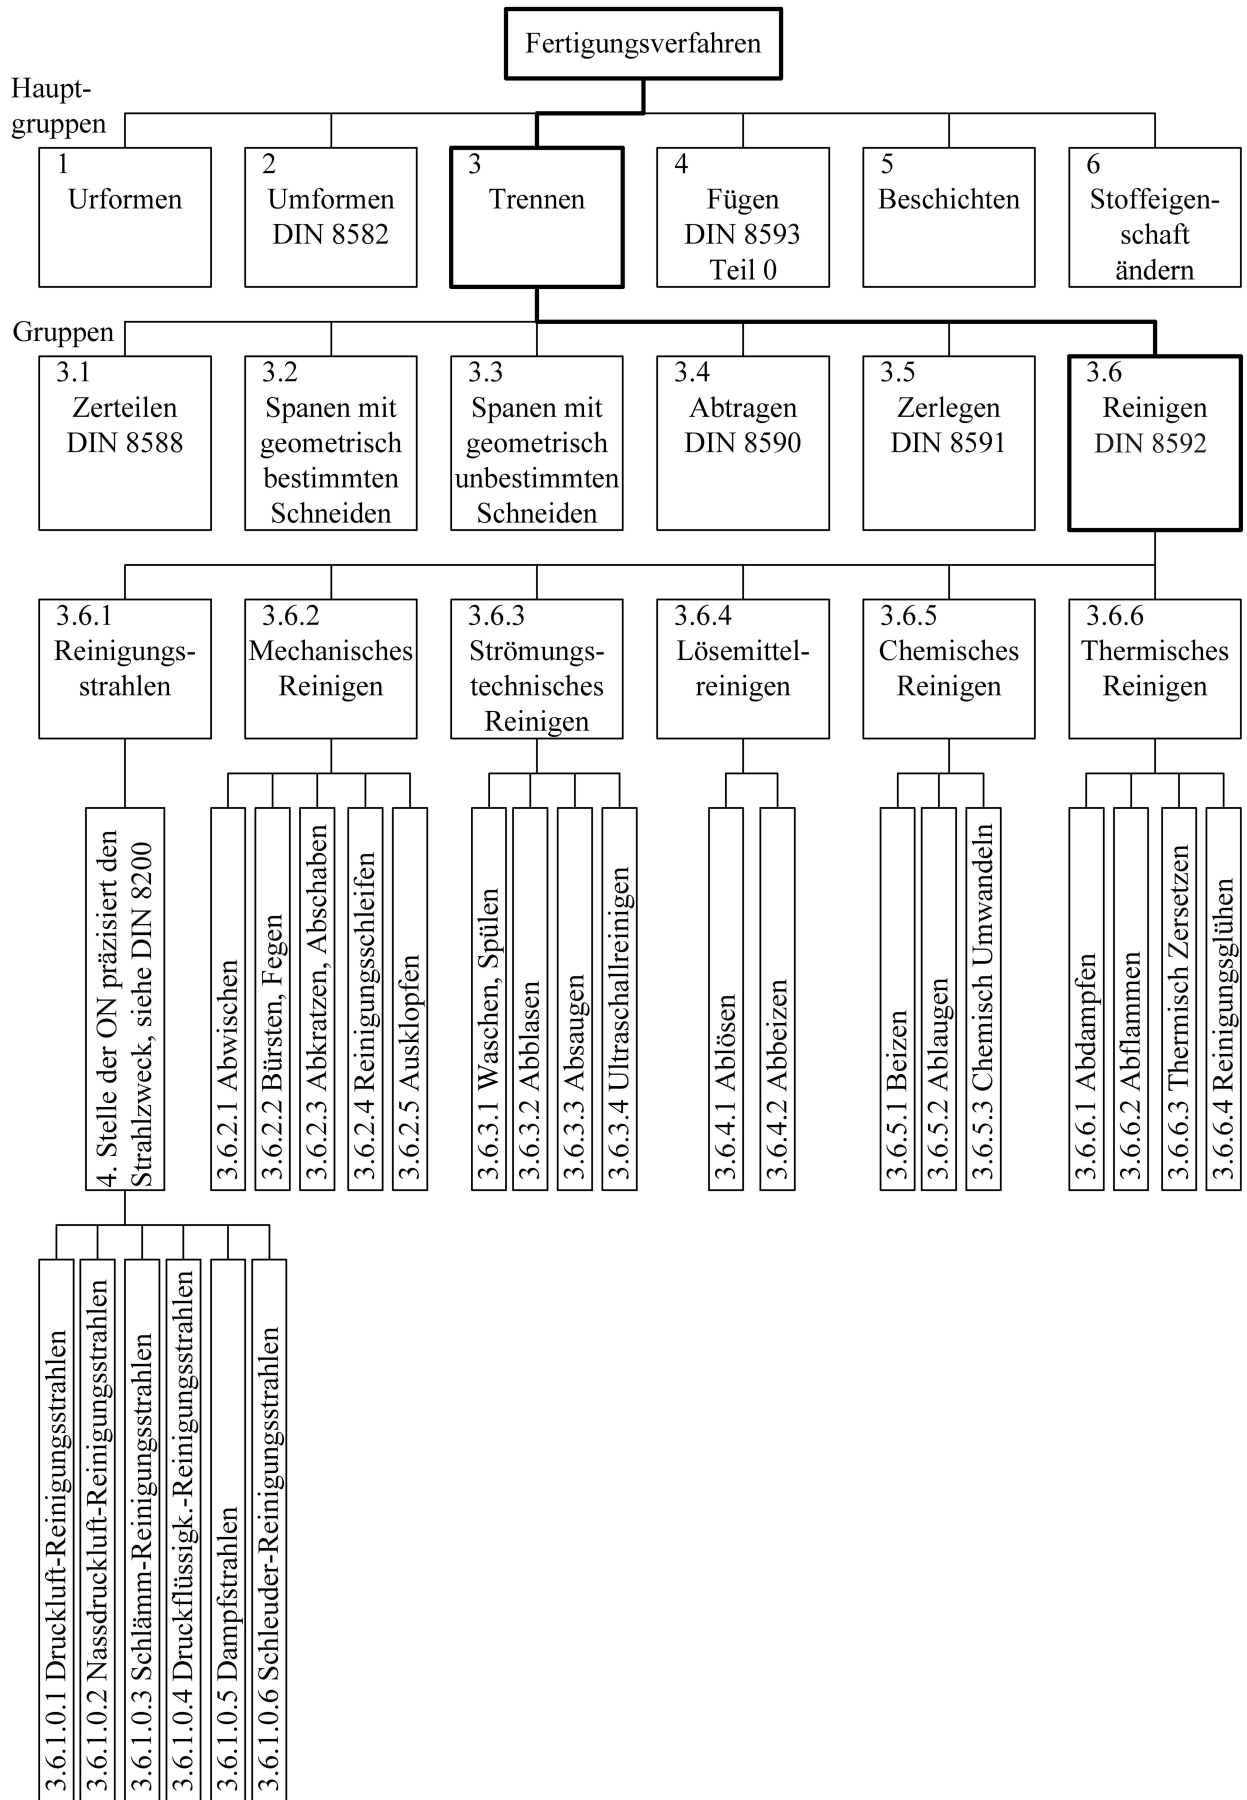 Fertigungsverfahren
Haupt-
gruppen
1
Urformen
2
Umformen
DIN 8582
3
Trennen
4
Fügen
DIN 8593
Teil 0
5
Beschichten
6
Stoffeigen-
schaft
ändern
Gruppen
3.1
Zerteilen
DIN 8588
3.2
Spanen mit
geometrisch
bestimmten
Schneiden
3.3
Spanen mit
geometrisch
unbestimmten
Schneiden
3.4
Abtragen
DIN 8590
3.5
Zerlegen
DIN 8591
3.6
Reinigen
DIN 8592
3.6.1
Reinigungs-
strahlen
3.6.2
Mechanisches
Reinigen
3.6.3
Strömungs-
technisches
Reinigen
3.6.4
Lösemittel-
reinigen
3.6.5
Chemisches
Reinigen
3.6.6
Thermisches
Reinigen
4. Stelle der ON präzisiert den
Strahlzweck, siehe DIN 8200
3.6.2.1 Abwischen
3.6.2.2 Bürsten, Fegen
3.6.2.3 Abkratzen, Abschaben
3.6.2.4 Reinigungsschleifen
3.6.2.5 Ausklopfen
3.6.3.1 Waschen, Spülen
3.6.3.2 Abblasen
3.6.3.3 Absaugen
3.6.3.4 Ultraschallreinigen
3.6.4.1 Ablösen
3.6.4.2 Abbeizen
3.6.5.1 Beizen
3.6.5.2 Ablaugen
3.6.5.3 Chemisch Umwandeln
3.6.6.1 Abdampfen
3.6.6.2 Abflammen
3.6.6.3 Thermisch Zersetzen
3.6.6.4 Reinigungsglühen
3.6.1.0.1 Druckluft-Reinigungsstrahlen
3.6.1.0.2 Nassdruckluft-Reinigungsstrahlen
3.6.1.0.3 Schlämm-Reinigungsstrahlen
3.6.1.0.4 Druckflüssigk.-Reinigungsstrahlen
3.6.1.0.5 Dampfstrahlen
3.6.1.0.6 Schleuder-Reinigungsstrahlen